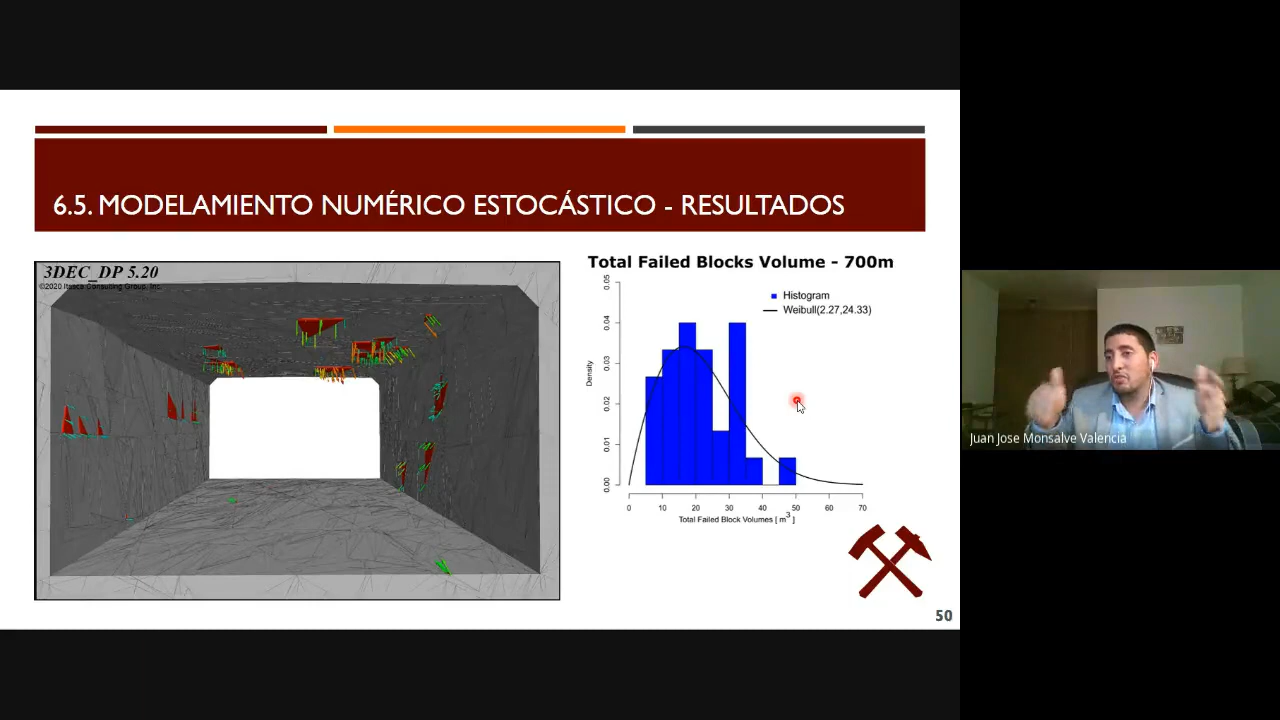 6.5. MODELAMIENTO NUMÉRICO ESTOCÁSTICO - RESULTADOS
3DEC_DP 5.20
©2020 Itasca Consulting Group, Inc.
Total Failed Blocks Volume - 700m
Histogram
Weibull(2.27,24.33)
Density
0.05
0.04
0.03
0.02
0.01
0.00
0 10 20 30 40 50 60 70
Total Failed Block Volumes [ m³ ]
50
Juan Jose Monsalve Valencia